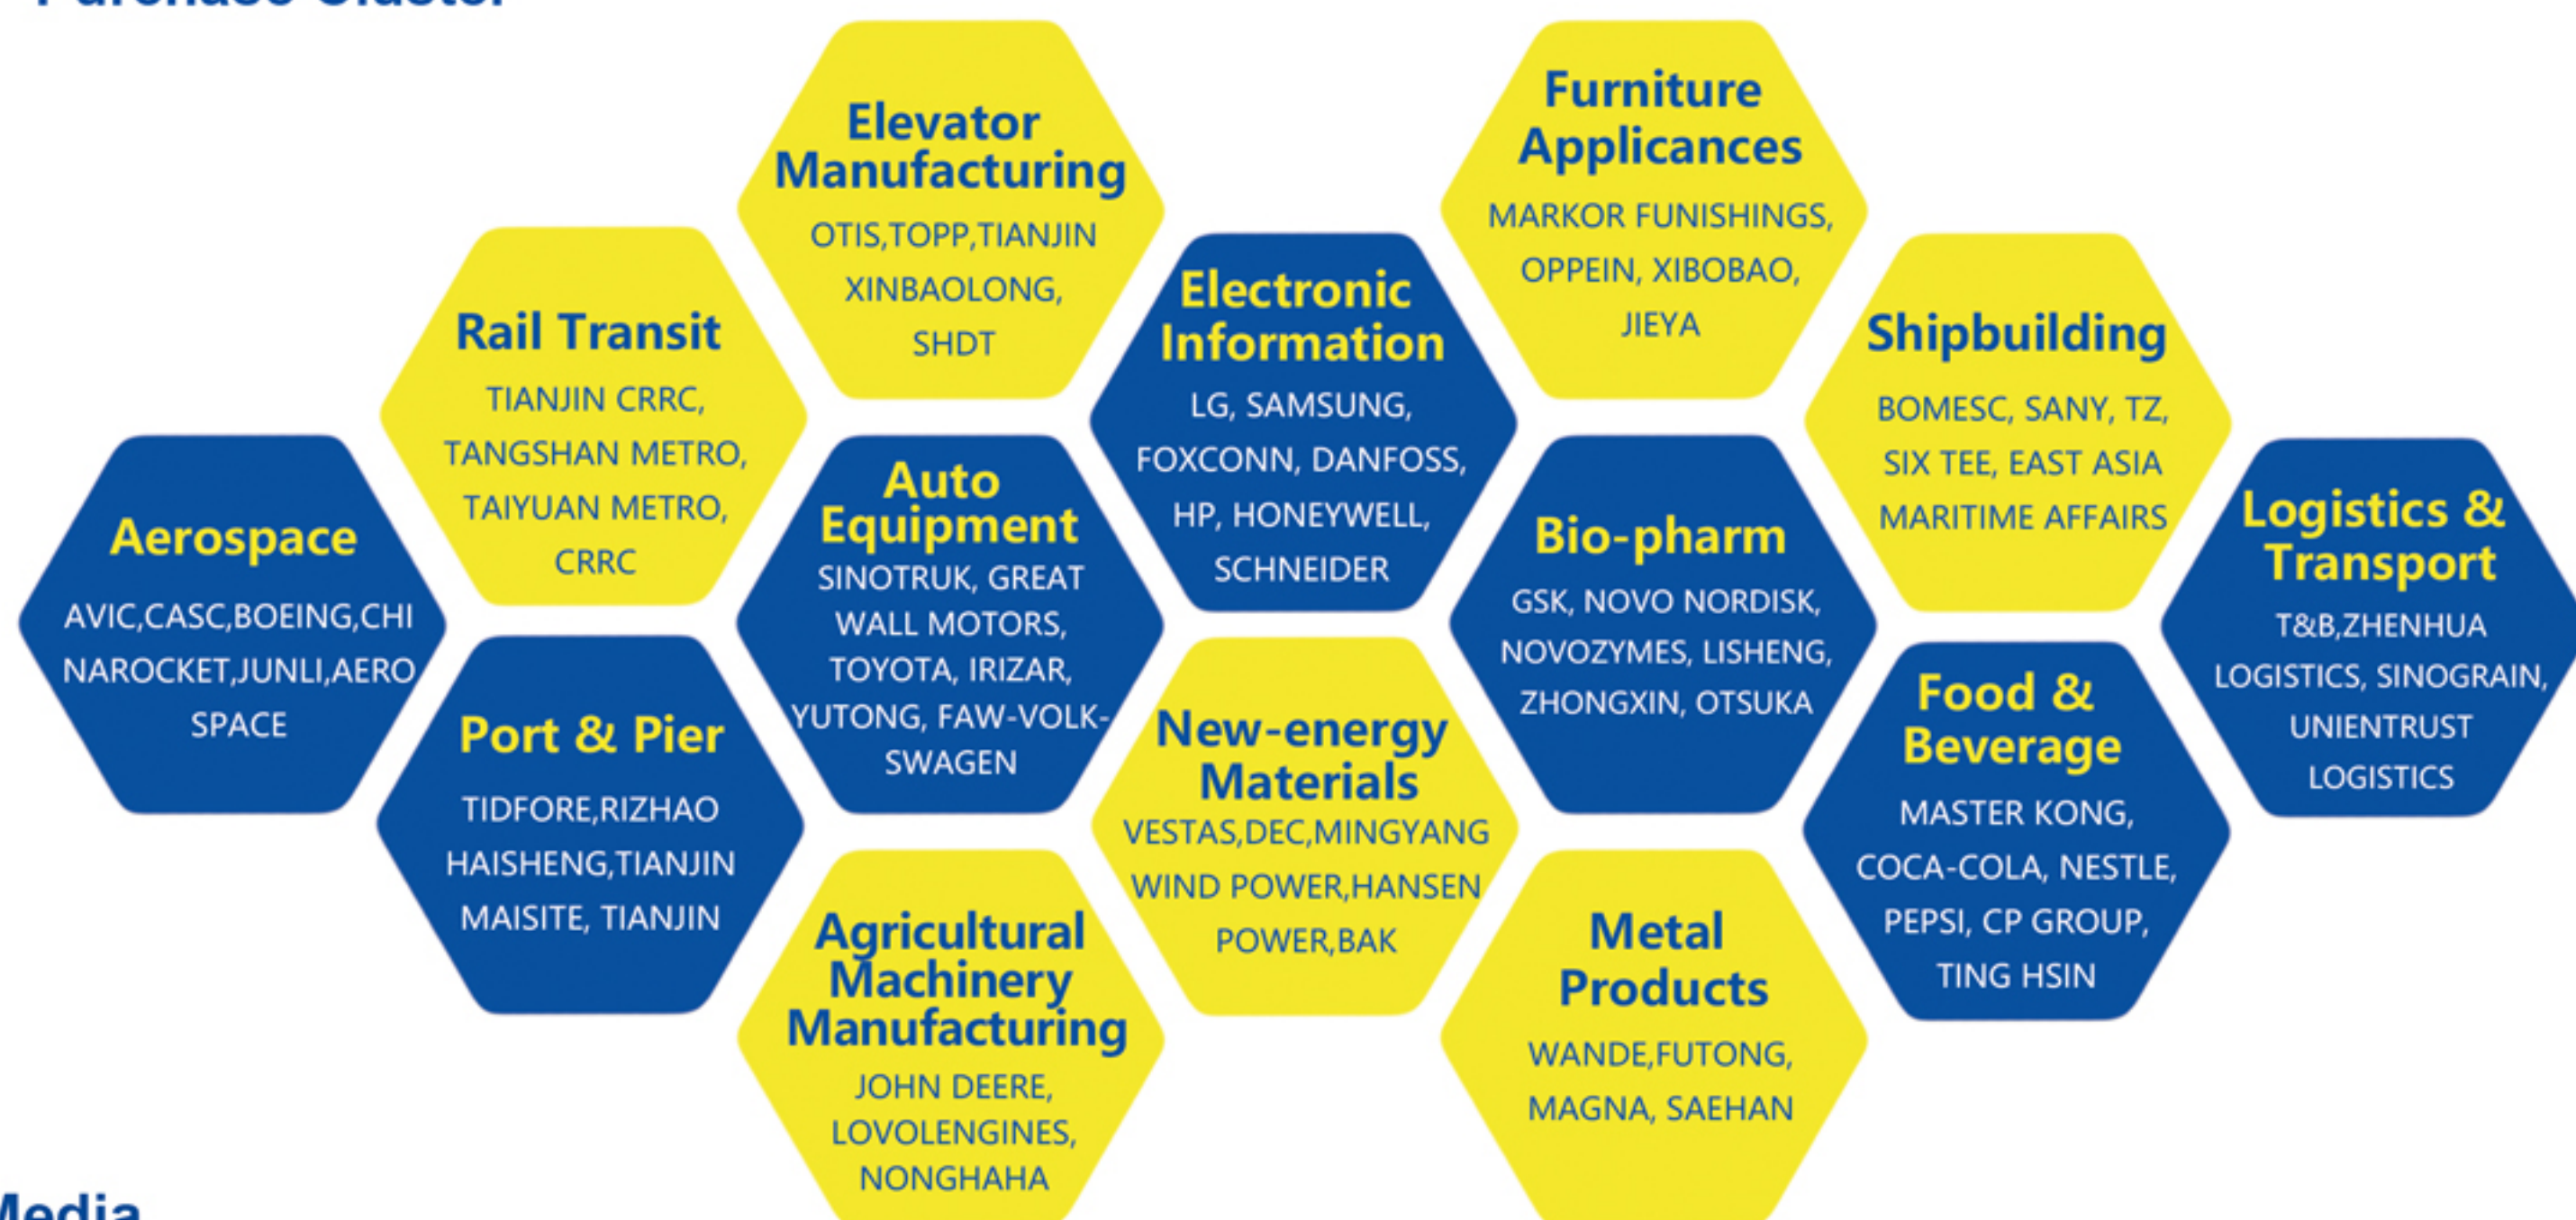 Purchase Cluster
Elevator
Manufacturing
OTIS,TOPP,TIANJIN
XINBAOLONG,
SHDT
Furniture
Applicances
MARKOR FUNISHINGS,
OPPEIN, XIBOBAO,
JIEYA
Rail Transit
TIANJIN CRRC,
TANGSHAN METRO,
TAIYUAN METRO,
CRRC
Electronic
Information
LG, SAMSUNG,
FOXCONN, DANFOSS,
HP, HONEYWELL,
SCHNEIDER
Shipbuilding
BOMESC, SANY, TZ,
SIX TEE, EAST ASIA
MARITIME AFFAIRS
Aerospace
AVIC,CASC,BOEING,CHI
NAROCKET,JUNLI,AERO
SPACE
Auto
Equipment
SINOTRUK, GREAT
WALL MOTORS,
TOYOTA, IRIZAR,
YUTONG, FAW-VOLK-
SWAGEN
Bio-pharm
GSK, NOVO NORDISK,
NOVOZYMES, LISHENG,
ZHONGXIN, OTSUKA
Logistics &
Transport
T&B,ZHENHUA
LOGISTICS, SINOGRAIN,
UNIENTRUST
LOGISTICS
Port & Pier
TIDFORE,RIZHAO
HAISHENG,TIANJIN
MAISITE, TIANJIN
New-energy
Materials
VESTAS,DEC,MINGYANG
WIND POWER,HANSEN
POWER,BAK
Food &
Beverage
MASTER KONG,
COCA-COLA, NESTLE,
PEPSI, CP GROUP,
TING HSIN
Agricultural
Machinery
Manufacturing
JOHN DEERE,
LOVOLENGINES,
NONGHAHA
Metal
Products
WANDE,FUTONG,
MAGNA, SAEHAN
Media